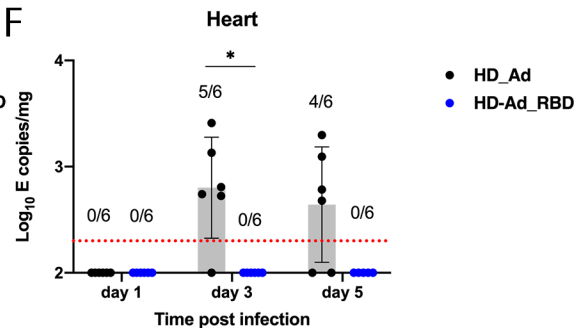 F
Heart
Log10 E copies/mg
4
3
2
0/6
0/6
5/6
*
0/6
4/6
0/6
day 1
day 3
day 5
Time post infection
HD_Ad
HD-Ad_RBD